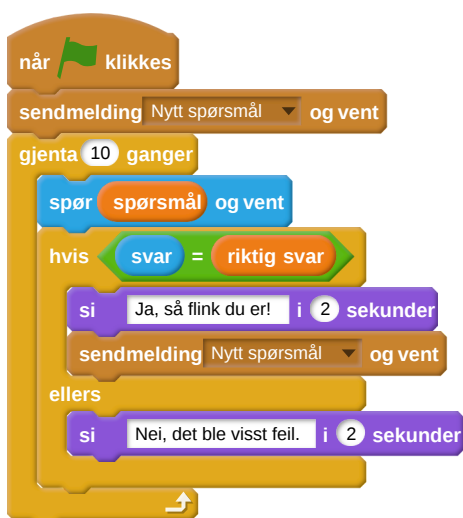 når klikkes
sendmelding Nytt spørsmål og vent
gjenta 10 ganger
spør spørsmål og vent
hvis svar = riktig svar
si Ja, så flink du er! i 2 sekunder
sendmelding Nytt spørsmål og vent
ellers
si Nei, det ble visst feil. i 2 sekunder